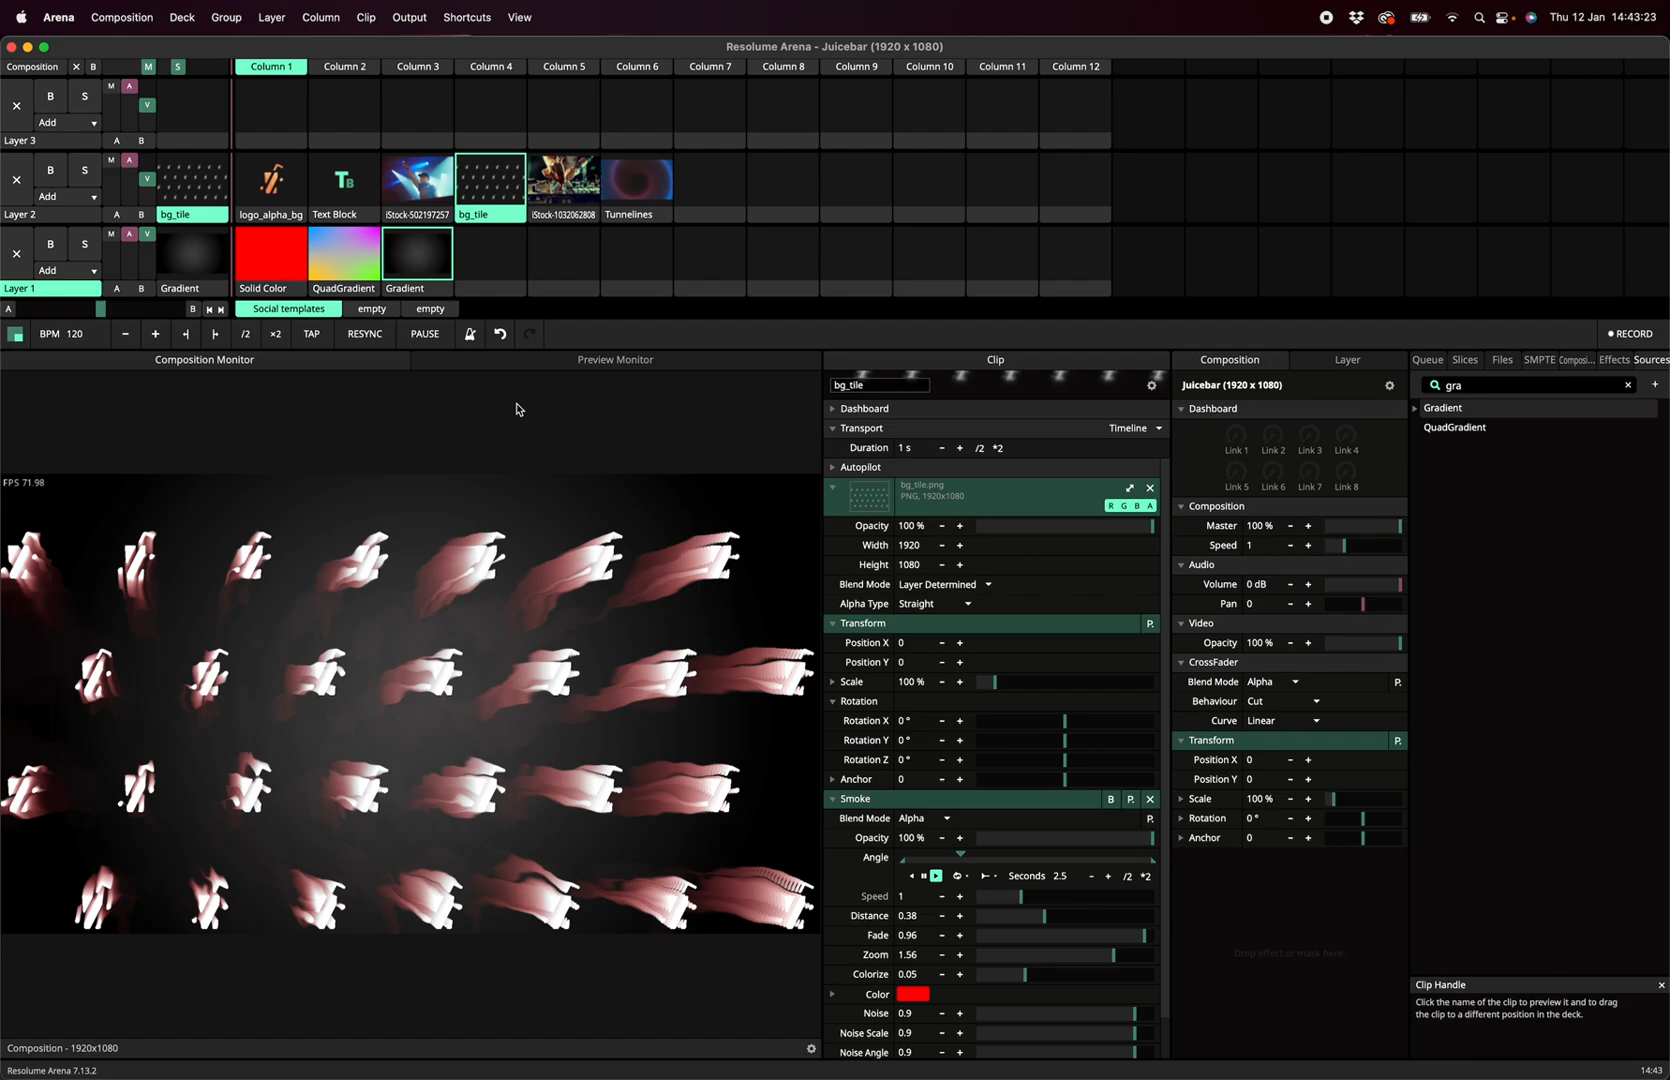 Arena Composition Deck Group Layer Column Clip Output Shortcuts View Thu 12 Jan 14:43:23
Resolume Arena - Juicebar (1920 x 1080)
Composition × B M S Column 1 Column 2 Column 3 Column 4 Column 5 Column 6 Column 7 Column 8 Column 9 Column 10 Column 11 Column 12
M A
× B S V
Add
Layer 3 A B
M A
× B S V
Add
Layer 2 A B bg_tile logo_alpha_bg Text Block iStock-502197257 bg_tile iStock-1032062808 Tunnelines
M A V
× B S
Add
Layer 1 A B Gradient Solid Color QuadGradient Gradient
A B Social templates empty empty
BPM 120 - + /2 ×2 TAP RESYNC PAUSE RECORD
Composition Monitor Preview Monitor
FPS 71.98
Composition - 1920x1080
Clip
bg_tile
Dashboard
Transport Timeline
Duration 1 s - + /2 *2
Autopilot
bg_tile.png
PNG, 1920x1080
R G B A
Opacity 100 % - +
Width 1920 - +
Height 1080 - +
Blend Mode Layer Determined
Alpha Type Straight
Transform P.
Position X 0 - +
Position Y 0 - +
Scale 100 % - +
Rotation
Rotation X 0 ° - +
Rotation Y 0 ° - +
Rotation Z 0 ° - +
Anchor 0 - +
Smoke B P. ×
Blend Mode Alpha P.
Opacity 100 % - +
Angle
Seconds 2.5 - + /2 *2
Speed 1 - +
Distance 0.38 - +
Fade 0.96 - +
Zoom 1.56 - +
Colorize 0.05 - +
Color
Noise 0.9 - +
Noise Scale 0.9 - +
Noise Angle 0.9 - +
Composition Layer
Juicebar (1920 x 1080)
Dashboard
Link 1 Link 2 Link 3 Link 4
Link 5 Link 6 Link 7 Link 8
Composition
Master 100 % - +
Speed 1 - +
Audio
Volume 0 dB - +
Pan 0 - +
Video
Opacity 100 % - +
CrossFader
Blend Mode Alpha P.
Behaviour Cut
Curve Linear
Transform P.
Position X 0 - +
Position Y 0 - +
Scale 100 % - +
Rotation 0 ° - +
Anchor 0 - +
Drop effect or mask here.
Queue Slices Files SMPTE Composi... Effects Sources
gra × +
Gradient
QuadGradient
Clip Handle ×
Click the name of the clip to preview it and to drag
the clip to a different position in the deck.
Resolume Arena 7.13.2 14:43